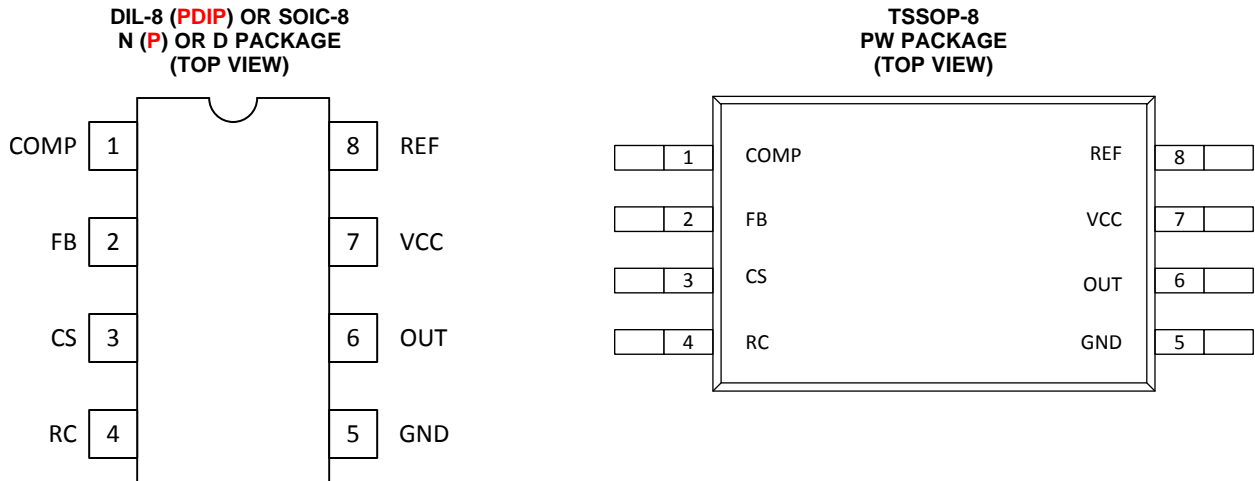 DIL-8 (PDIP) OR SOIC-8
N (P) OR D PACKAGE
(TOP VIEW)
COMP 1 8 REF
FB 2 7 VCC
CS 3 6 OUT
RC 4 5 GND
TSSOP-8
PW PACKAGE
(TOP VIEW)
1 COMP REF 8
2 FB VCC 7
3 CS OUT 6
4 RC GND 5